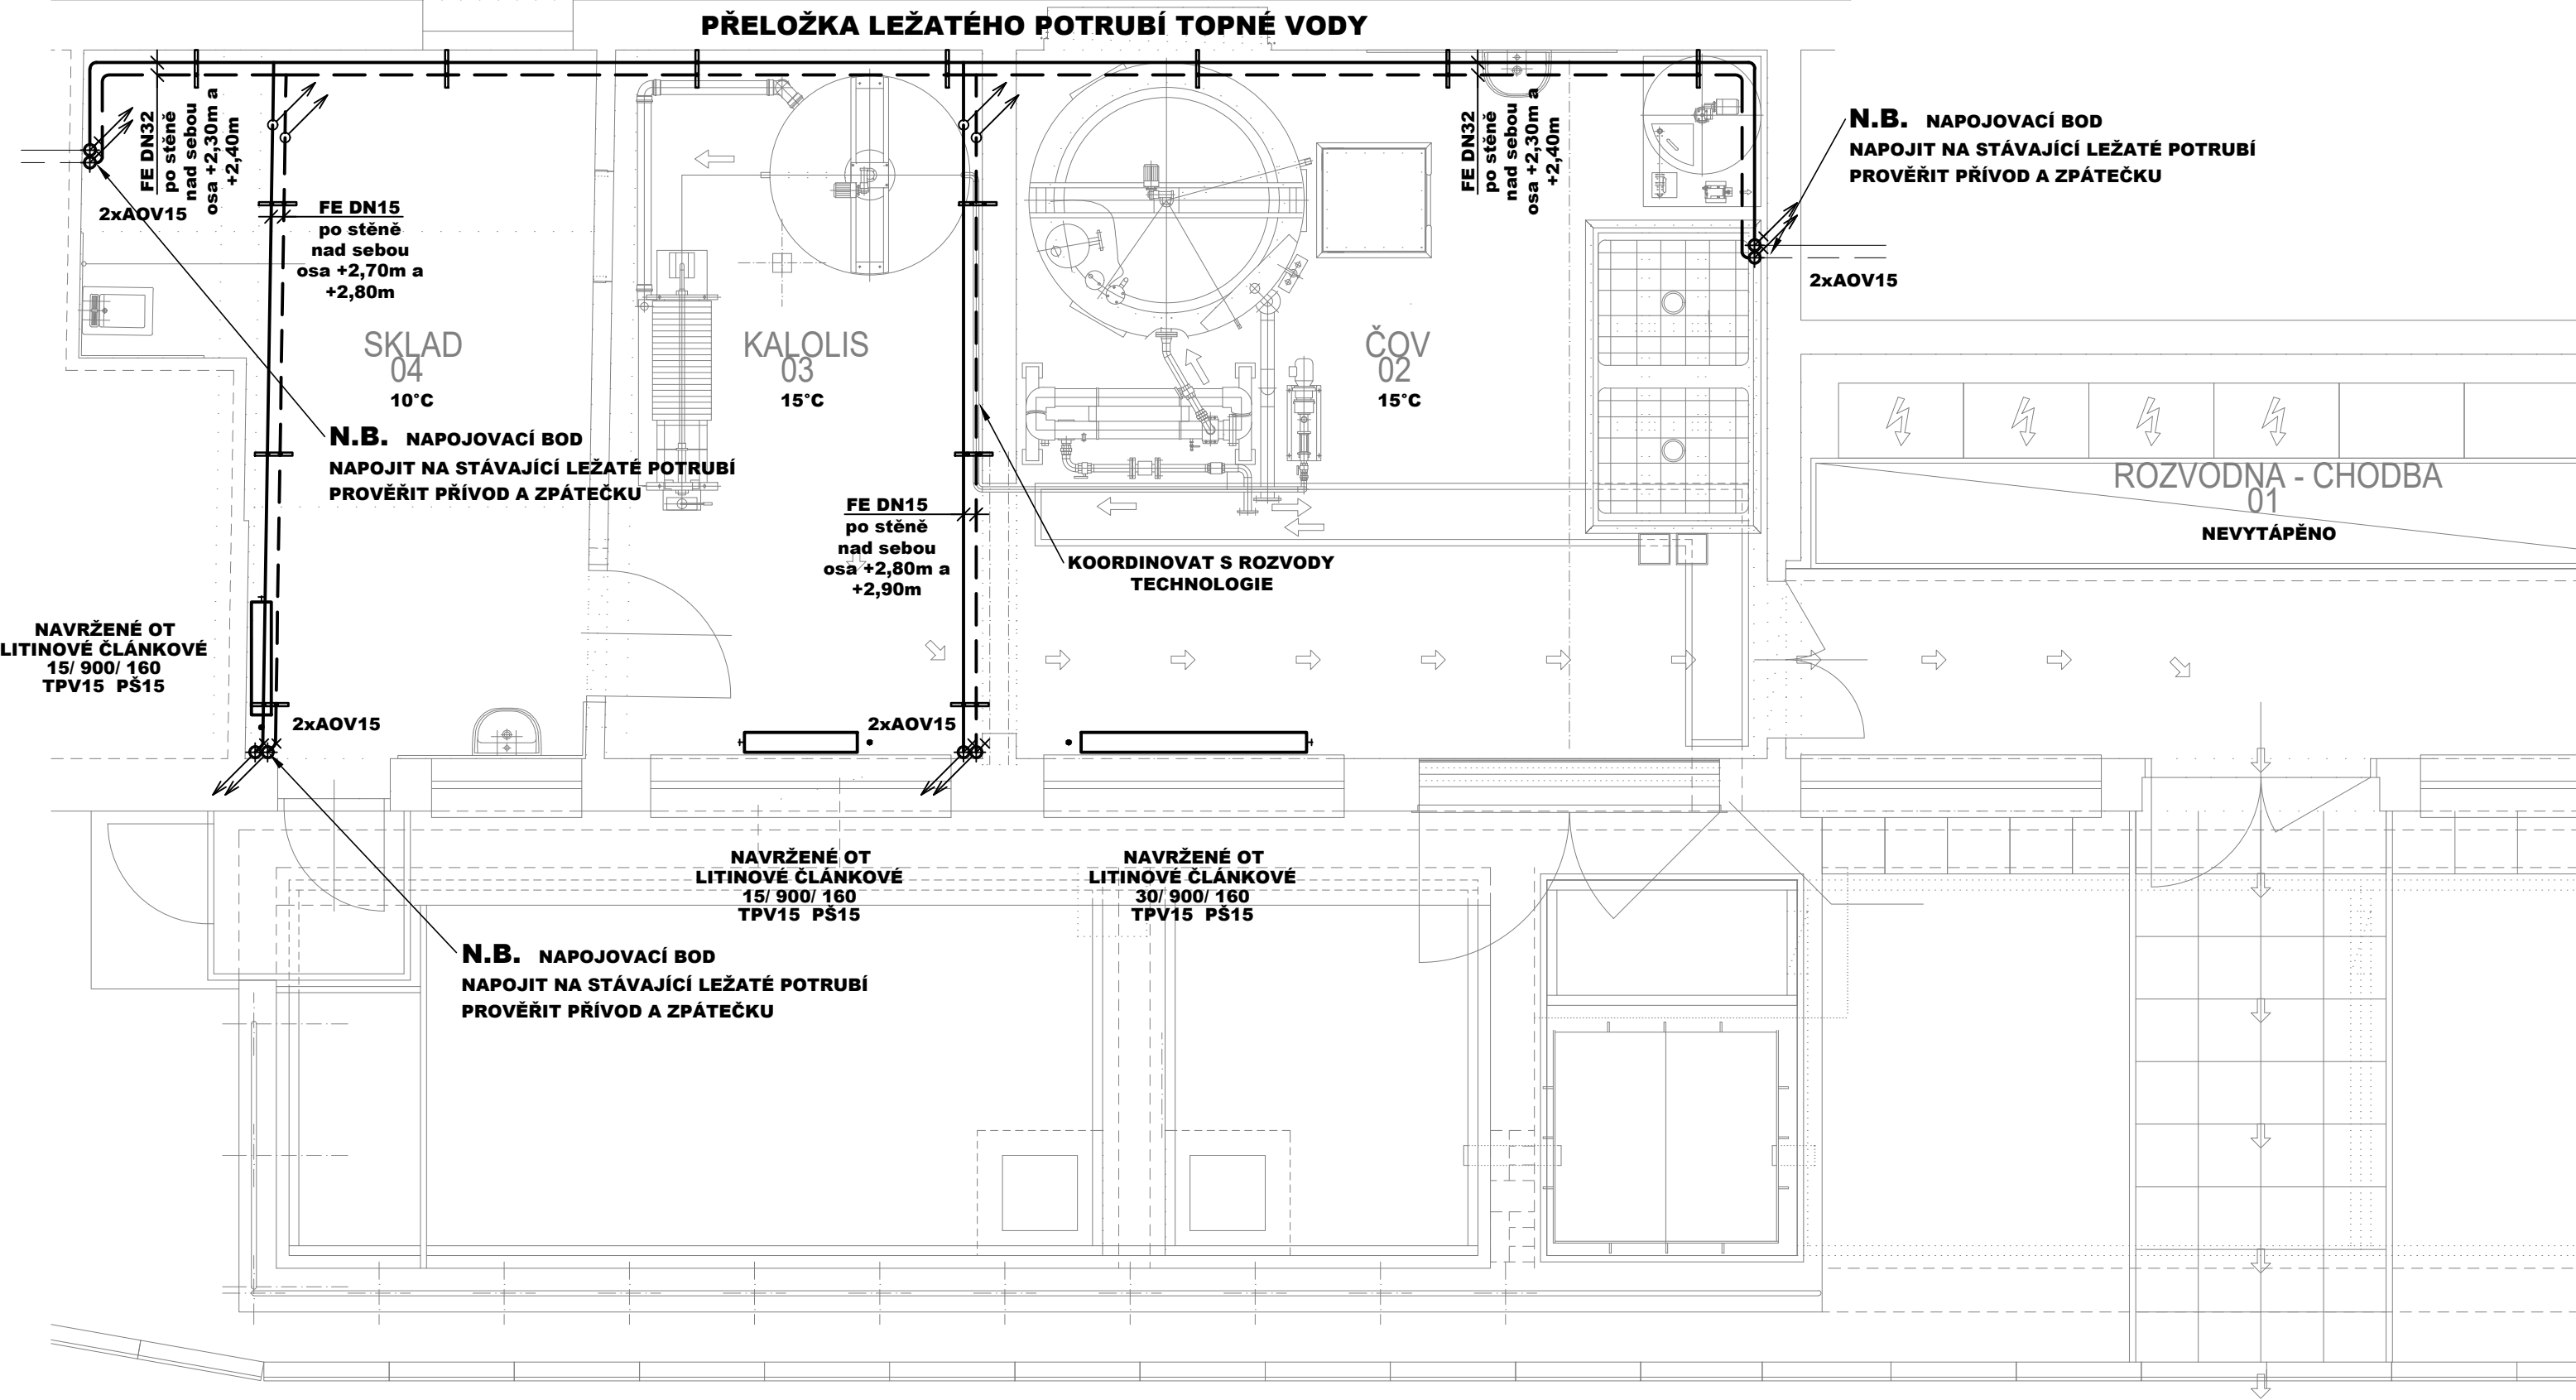 PŘELOŽKA LEŽATÉHO POTRUBÍ TOPNÉ VODY
FE DN32
po stěně
nad sebou
osa +2,30m a
+2,40m
2xAOV15
FE DN15
po stěně
nad sebou
osa +2,70m a
+2,80m
SKLAD
04
10°C
N.B. NAPOJOVACÍ BOD
NAPOJIT NA STÁVAJÍCÍ LEŽATÉ POTRUBÍ
PROVĚŘIT PŘÍVOD A ZPÁTEČKU
KALOLIS
03
15°C
FE DN15
po stěně
nad sebou
osa +2,80m a
+2,90m
KOORDINOVAT S ROZVODY
TECHNOLOGIE
ČOV
02
15°C
FE DN32
po stěně
nad sebou
osa +2,30m a
+2,40m
N.B. NAPOJOVACÍ BOD
NAPOJIT NA STÁVAJÍCÍ LEŽATÉ POTRUBÍ
PROVĚŘIT PŘÍVOD A ZPÁTEČKU
2xAOV15
ROZVODNA - CHODBA
01
NEVYTÁPĚNO
NAVRŽENÉ OT
LITINOVÉ ČLÁNKOVÉ
15/ 900/ 160
TPV15 PŠ15
2xAOV15
2xAOV15
NAVRŽENÉ OT
LITINOVÉ ČLÁNKOVÉ
15/ 900/ 160
TPV15 PŠ15
NAVRŽENÉ OT
LITINOVÉ ČLÁNKOVÉ
30/ 900/ 160
TPV15 PŠ15
N.B. NAPOJOVACÍ BOD
NAPOJIT NA STÁVAJÍCÍ LEŽATÉ POTRUBÍ
PROVĚŘIT PŘÍVOD A ZPÁTEČKU